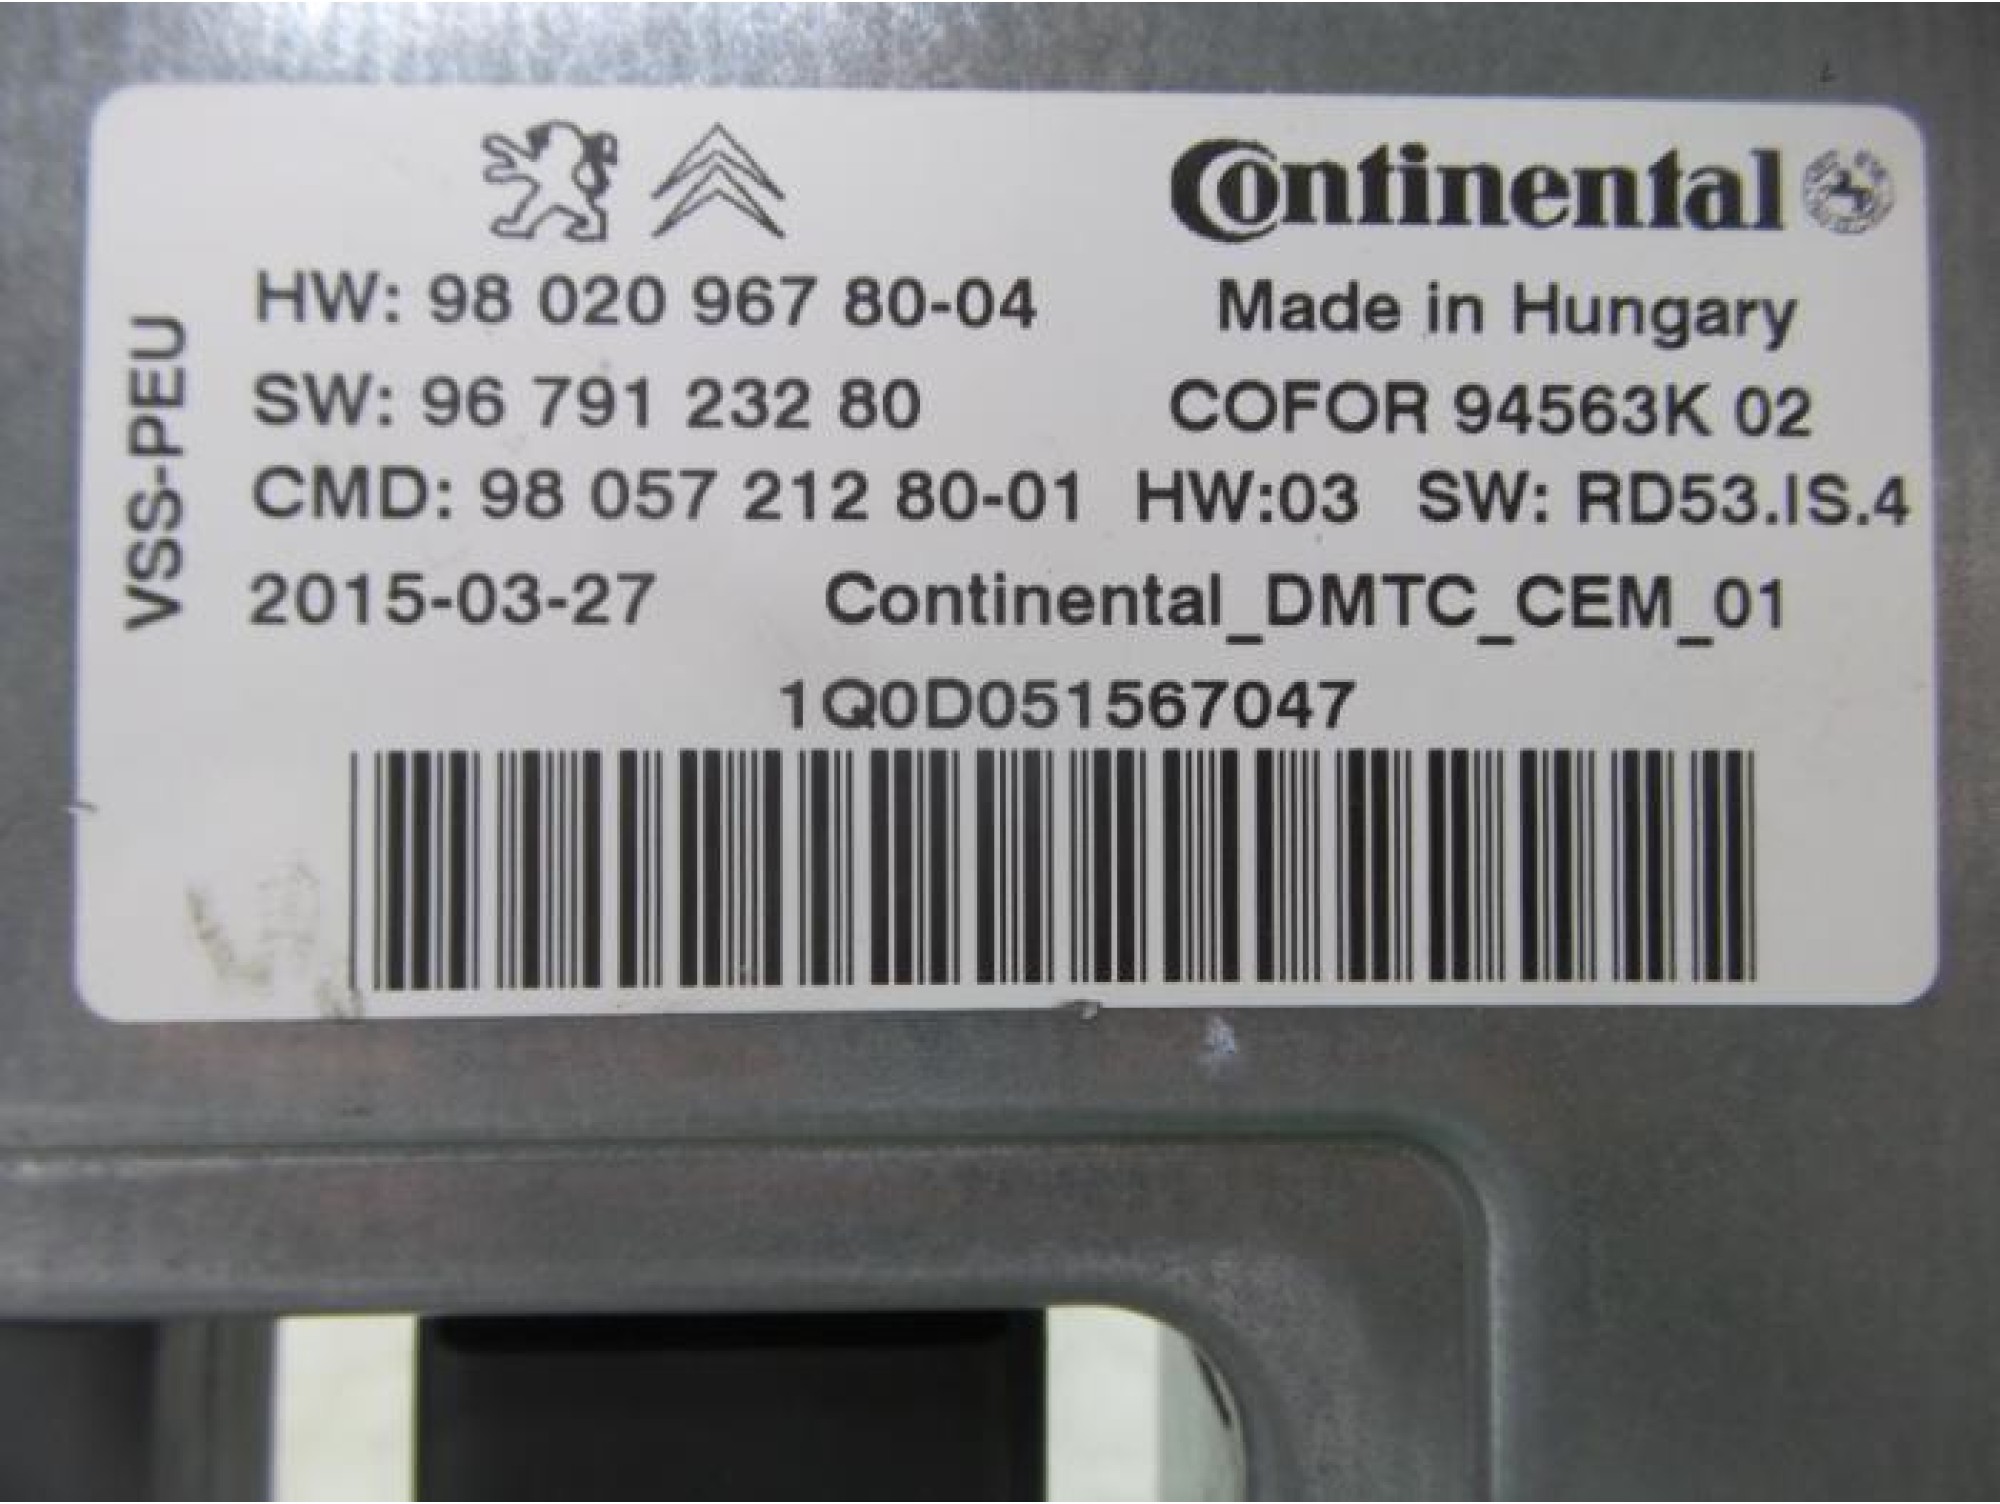 Continental
HW: 98 020 967 80-04
Made in Hungary
SW: 96 791 232 80
COFOR 94563K 02
CMD: 98 057 212 80-01 HW:03 SW: RD53.IS.4
2015-03-27
Continental_DMTC_CEM_01
1Q0D051567047
VSS-PEU